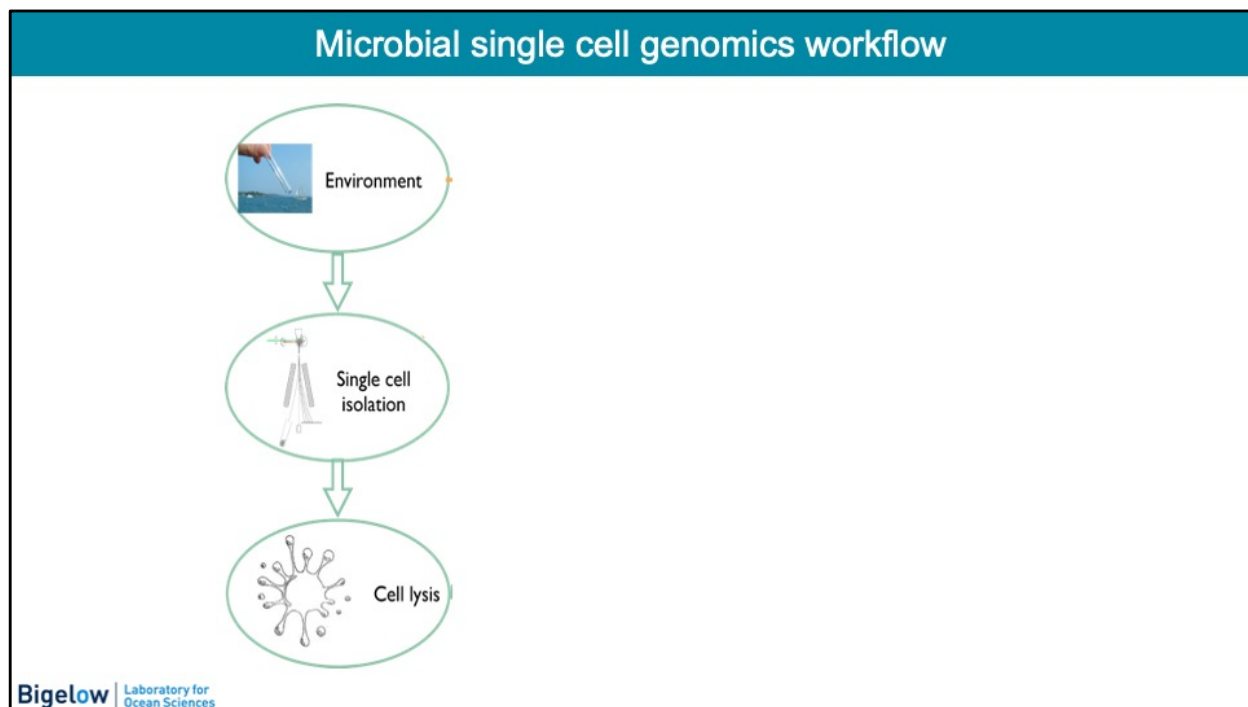 Microbial single cell genomics workflow
Environment
Single cell
isolation
Cell lysis
Bigelow
Laboratory for
Ocean Sciences